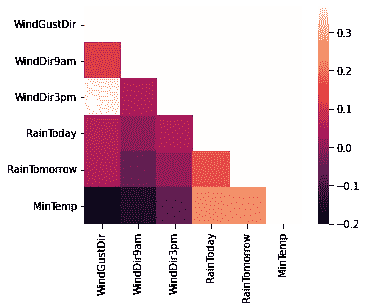 WindGustDir
WindDir9am
WindDir3pm
RainToday
RainTomorrow
MinTemp
WindGustDir
WindDir9am
WindDir3pm
RainToday
RainTomorrow
MinTemp
0.3
0.2
0.1
0.0
-0.1
-0.2